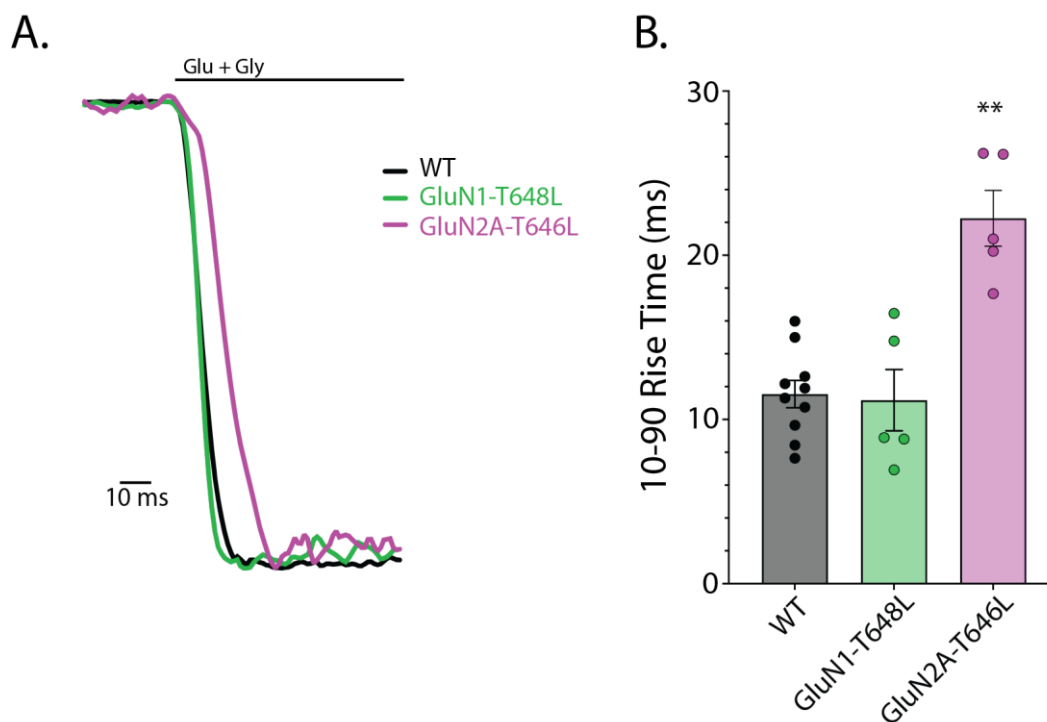 A.
Glu + Gly
WT
GluN1-T648L
GluN2A-T646L
10 ms
B.
10-90 Rise Time (ms)
30
20
10
0
**
WT
GluN1-T648L
GluN2A-T646L